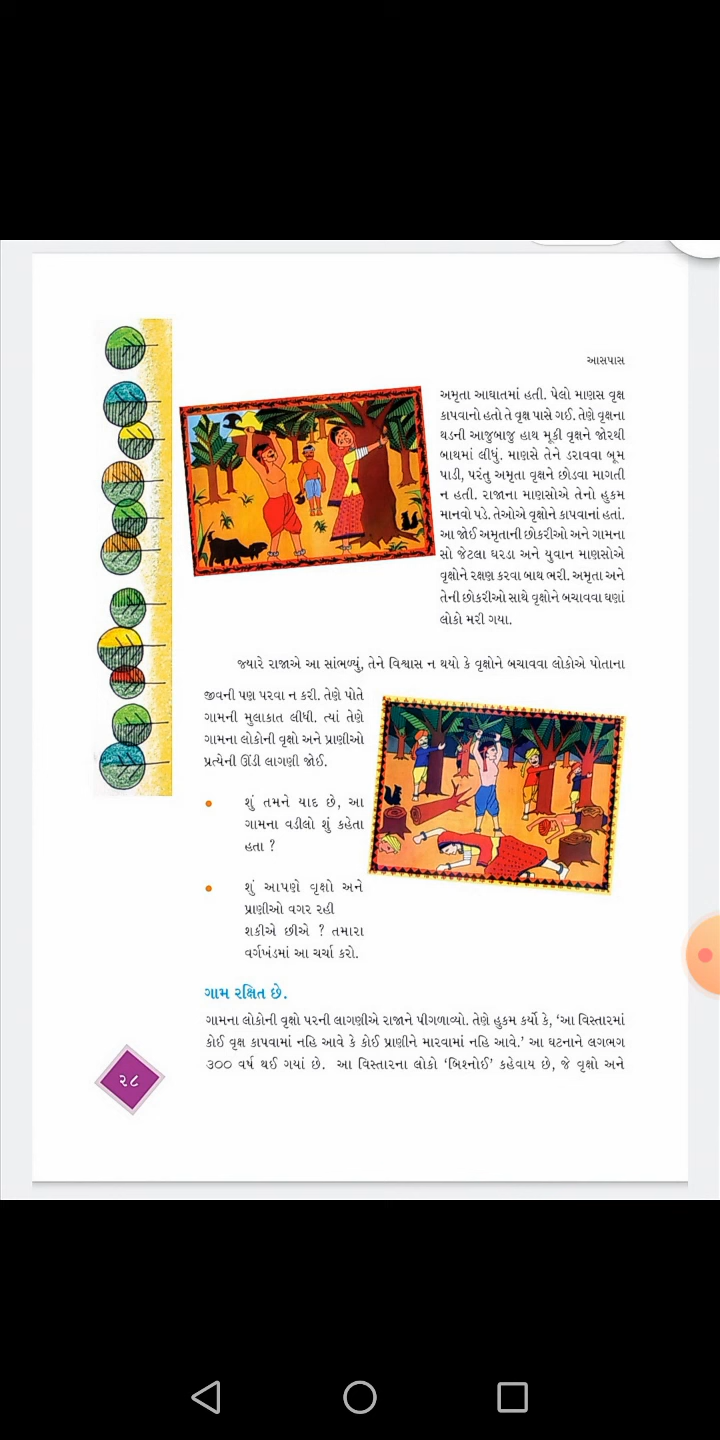 આસપાસ
અમૃતા આઘાતમાં હતી. પેલો માણસ વૃક્ષ
કાપવાનો હતો તે વૃક્ષ પાસે ગઈ. તેણે વૃક્ષના
થડની આજુબાજુ હાથ મૂકી વૃક્ષને જોરથી
બાથમાં લીધું. માણસે તેને ડરાવવા બૂમ
પાડી, પરંતુ અમૃતા વૃક્ષને છોડવા માગતી
ન હતી. રાજાના માણસોએ તેનો હુકમ
માનવો પડે. તેઓએ વૃક્ષોને કાપવાનાં હતાં.
આ જોઈ અમૃતાની છોકરીઓ અને ગામના
સો જેટલા ઘરડા અને યુવાન માણસોએ
વૃક્ષોને રક્ષણ કરવા બાથ ભરી. અમૃતા અને
તેની છોકરીઓ સાથે વૃક્ષોને બચાવવા ઘણાં
લોકો મરી ગયા.
જ્યારે રાજાએ આ સાંભળ્યું, તેને વિશ્વાસ ન થયો કે વૃક્ષોને બચાવવા લોકોએ પોતાના
જીવની પણ પરવા ન કરી. તેણે પોતે
ગામની મુલાકાત લીધી. ત્યાં તેણે
ગામના લોકોની વૃક્ષો અને પ્રાણીઓ
પ્રત્યેની ઊંડી લાગણી જોઈ.
• શું તમને યાદ છે, આ
ગામના વડીલો શું કહેતા
હતા ?
• શું આપણે વૃક્ષો અને
પ્રાણીઓ વગર રહી
શકીએ છીએ ? તમારા
વર્ગખંડમાં આ ચર્ચા કરો.
ગામ રક્ષિત છે.
ગામના લોકોની વૃક્ષો પરની લાગણીએ રાજાને પીગળાવ્યો. તેણે હુકમ કર્યો કે, ‘આ વિસ્તારમાં
કોઈ વૃક્ષ કાપવામાં નહિ આવે કે કોઈ પ્રાણીને મારવામાં નહિ આવે.’ આ ઘટનાને લગભગ
૩૦૦ વર્ષ થઈ ગયાં છે. આ વિસ્તારના લોકો ‘બિશ્નોઈ’ કહેવાય છે, જે વૃક્ષો અને
૨૮